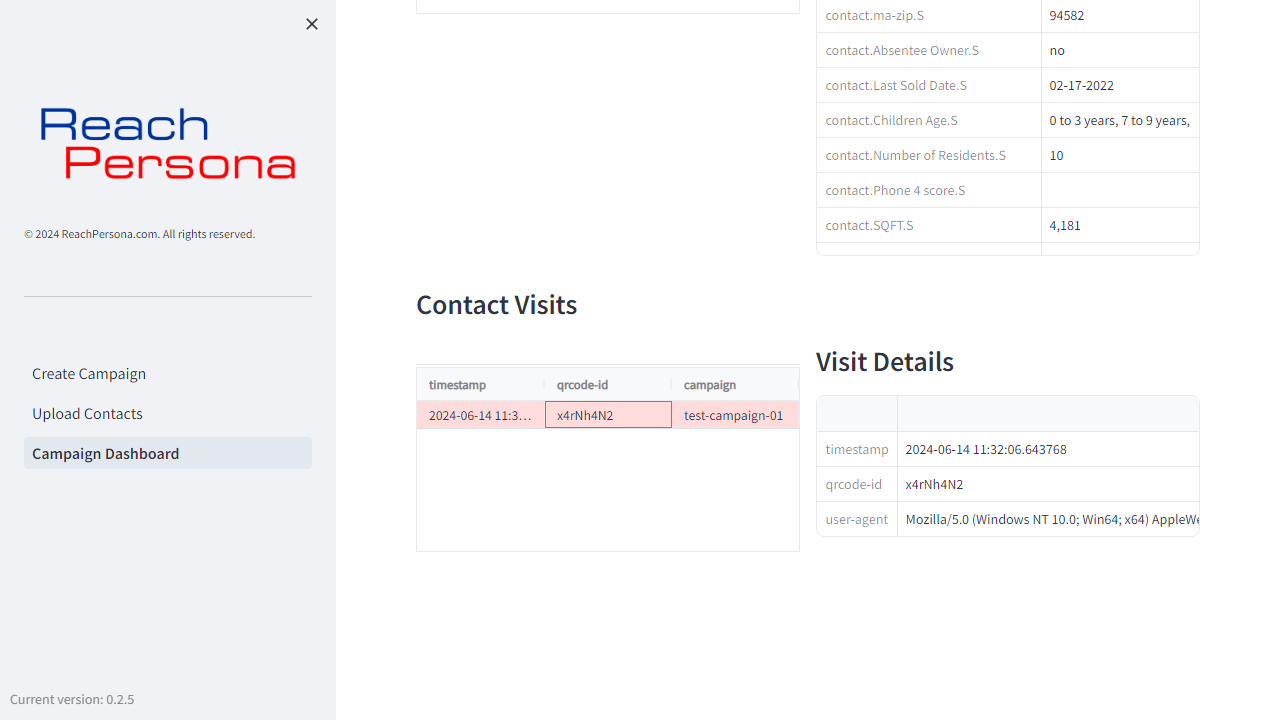 Reach
Persona
© 2024 ReachPersona.com. All rights reserved.
Create Campaign
Upload Contacts
Campaign Dashboard
Current version: 0.2.5
contact.ma-zip.S 94582
contact.Absentee Owner.S no
contact.Last Sold Date.S 02-17-2022
contact.Children Age.S 0 to 3 years, 7 to 9 years,
contact.Number of Residents.S 10
contact.Phone 4 score.S
contact.SQFT.S 4,181
Contact Visits
timestamp qrcode-id campaign
2024-06-14 11:3... x4rNh4N2 test-campaign-01
Visit Details
timestamp 2024-06-14 11:32:06.643768
qrcode-id x4rNh4N2
user-agent Mozilla/5.0 (Windows NT 10.0; Win64; x64) AppleWe